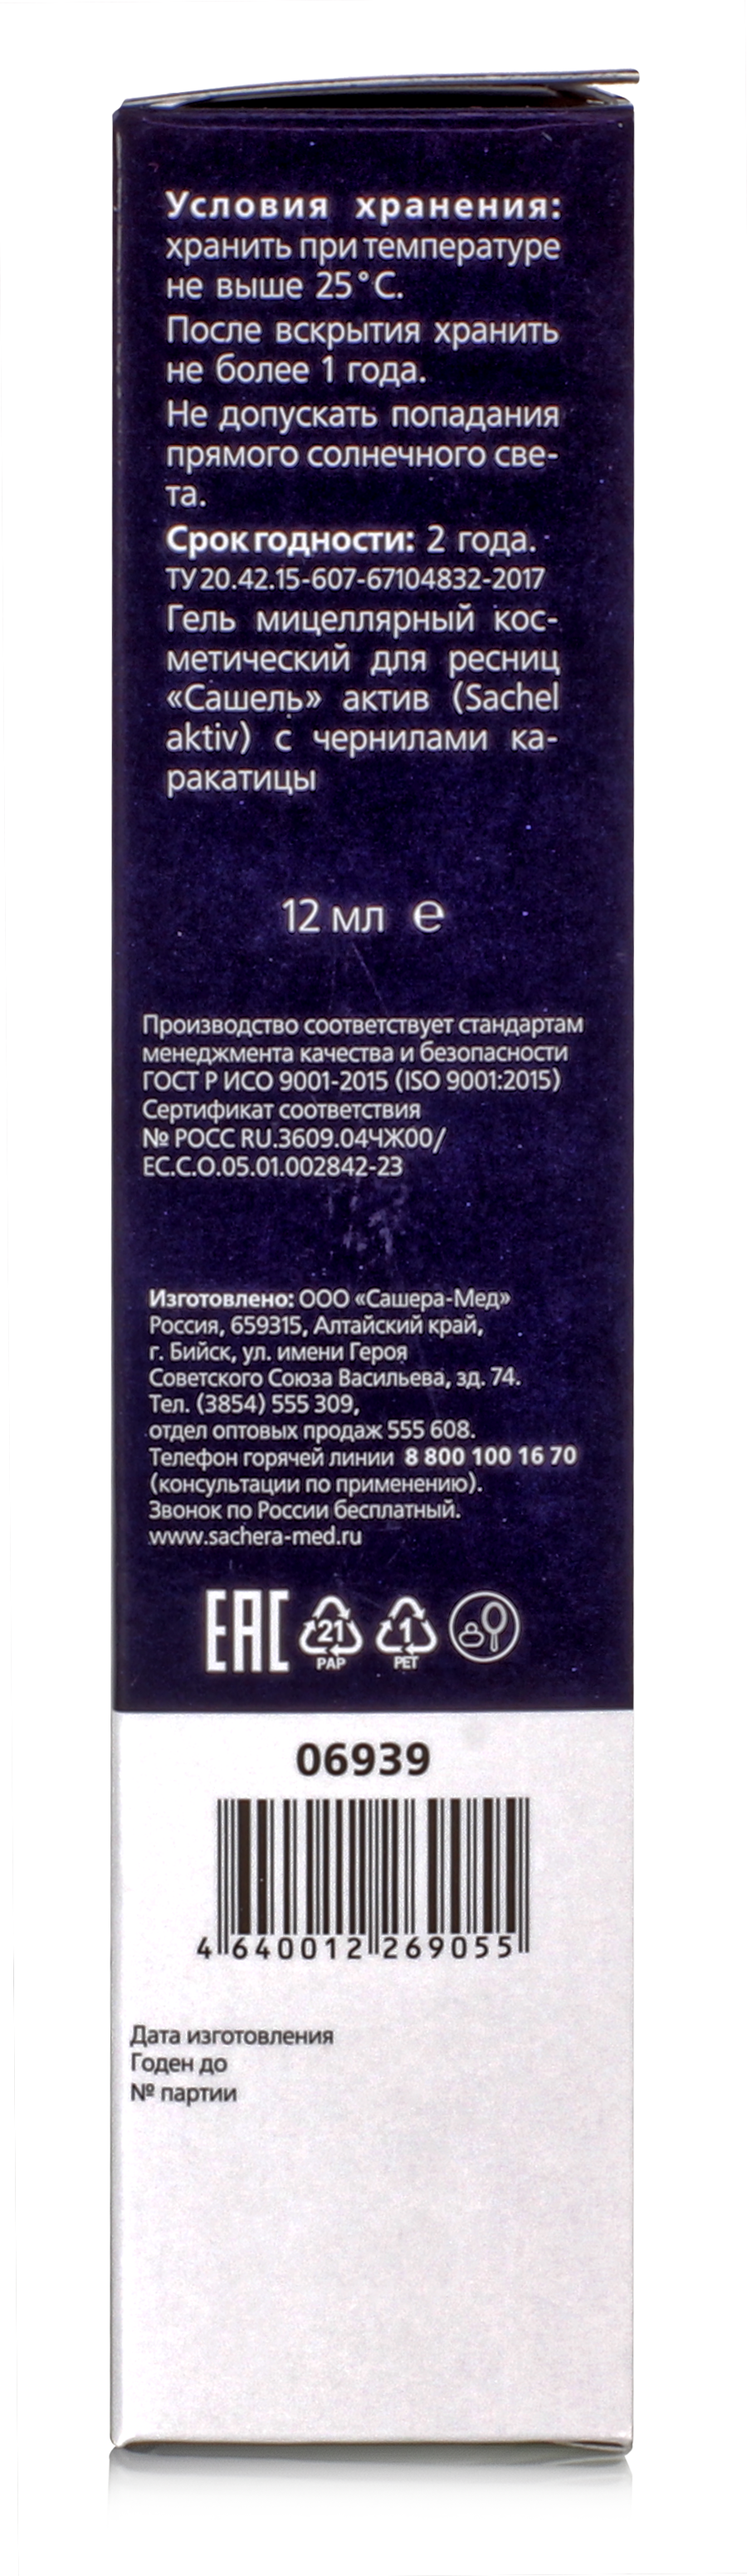 Условия хранения:
хранить при температуре
не выше 25°С.
После вскрытия хранить
не более 1 года.
Не допускать попадания
прямого солнечного све-
та.
Срок годности: 2 года.
ТУ 20.42.15-607-67104832-2017
Гель мицеллярный кос-
метический для ресниц
«Сашель» актив (Sachel
aktiv) с чернилами ка-
ракатицы
12 мл ℮
Производство соответствует стандартам
менеджмента качества и безопасности
ГОСТ Р ИСО 9001-2015 (ISO 9001:2015)
Сертификат соответствия
№ РОСС RU.3609.04ЧЖ00/
ЕС.С.О.05.01.002842-23
Изготовлено: ООО «Сашера-Мед»
Россия, 659315, Алтайский край,
г. Бийск, ул. имени Героя
Советского Союза Васильева, зд. 74.
Тел. (3854) 555 309,
отдел оптовых продаж 555 608.
Телефон горячей линии 8 800 100 16 70
(консультации по применению).
Звонок по России бесплатный.
www.sachera-med.ru
EAC 21 PAP 1 PET
06939
4 640012 269055
Дата изготовления
Годен до
№ партии